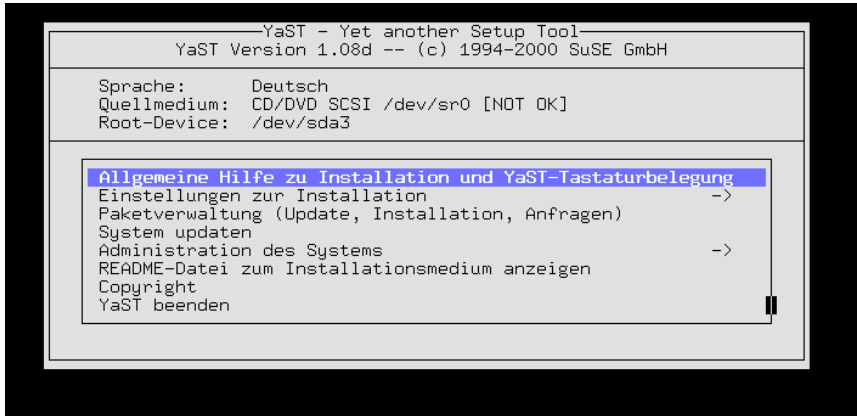 YaST - Yet another Setup Tool
YaST Version 1.08d -- (c) 1994-2000 SuSE GmbH
Sprache: Deutsch
Quellmedium: CD/DVD SCSI /dev/sr0 [NOT OK]
Root-Device: /dev/sda3
Allgemeine Hilfe zu Installation und YaST-Tastaturbelegung
Einstellungen zur Installation ->
Paketverwaltung (Update, Installation, Anfragen)
System updaten
Administration des Systems ->
README-Datei zum Installationsmedium anzeigen
Copyright
YaST beenden